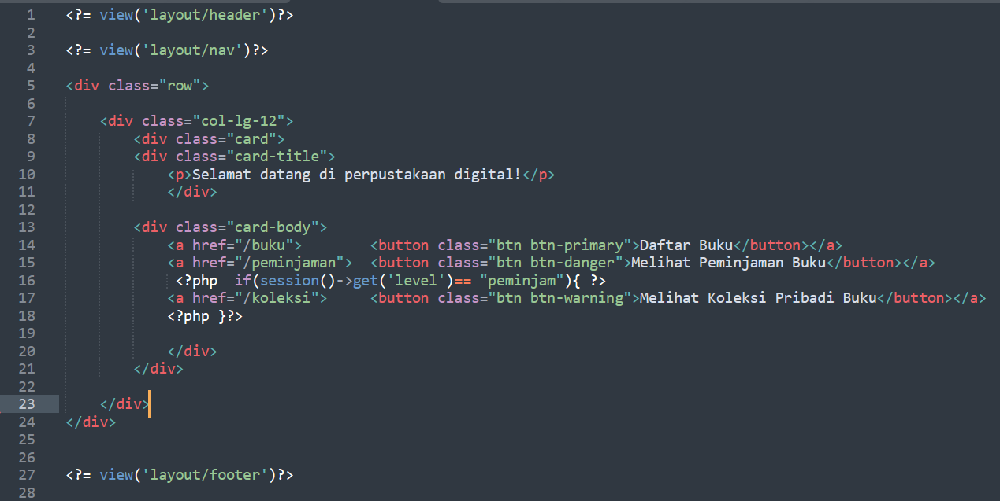 1 <?= view('layout/header')?>
2
3 <?= view('layout/nav')?>
4
5 <div class="row">
6
7     <div class="col-lg-12">
8         <div class="card">
9         <div class="card-title">
10             <p>Selamat datang di perpustakaan digital!</p>
11             </div>
12
13         <div class="card-body">
14             <a href="/buku">        <button class="btn btn-primary">Daftar Buku</button></a>
15             <a href="/peminjaman">  <button class="btn btn-danger">Melihat Peminjaman Buku</button></a>
16              <?php  if(session()->get('level')== "peminjam"){ ?>
17             <a href="/koleksi">     <button class="btn btn-warning">Melihat Koleksi Pribadi Buku</button></a>
18             <?php }?>
19
20             </div>
21         </div>
22
23     </div>
24 </div>
25
26
27 <?= view('layout/footer')?>
28